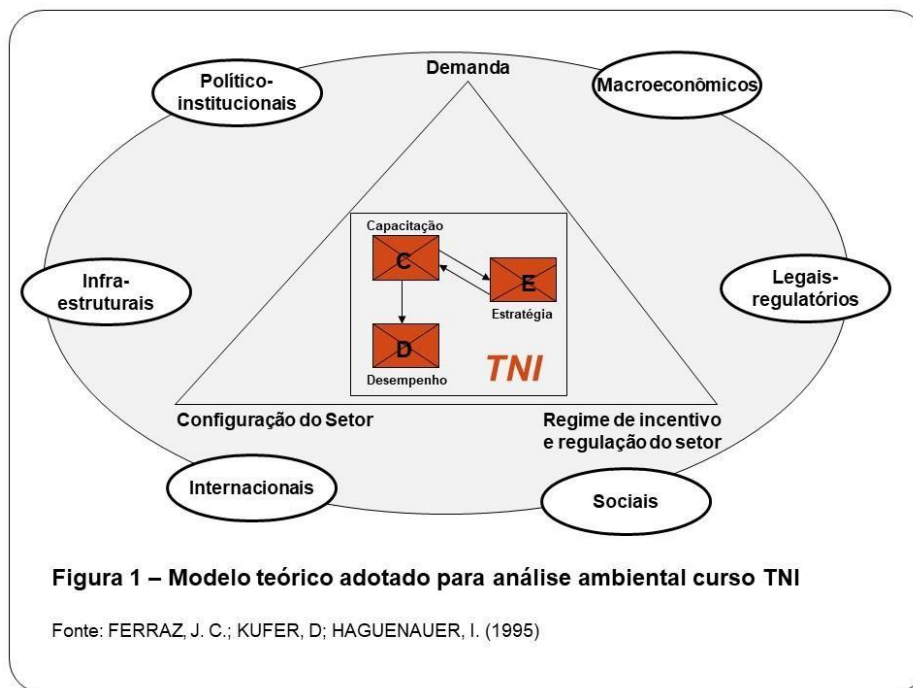 Demanda
Político-
institucionais
Macroeconômicos
Capacitação
C
E
Estratégia
Infra-
estruturais
Legais-
regulatórios
D
Desempenho
TNI
Configuração do Setor
Regime de incentivo
e regulação do setor
Internacionais
Sociais
Figura 1 – Modelo teórico adotado para análise ambiental curso TNI
Fonte: FERRAZ, J. C.; KUFER, D; HAGUENAUER, I. (1995)